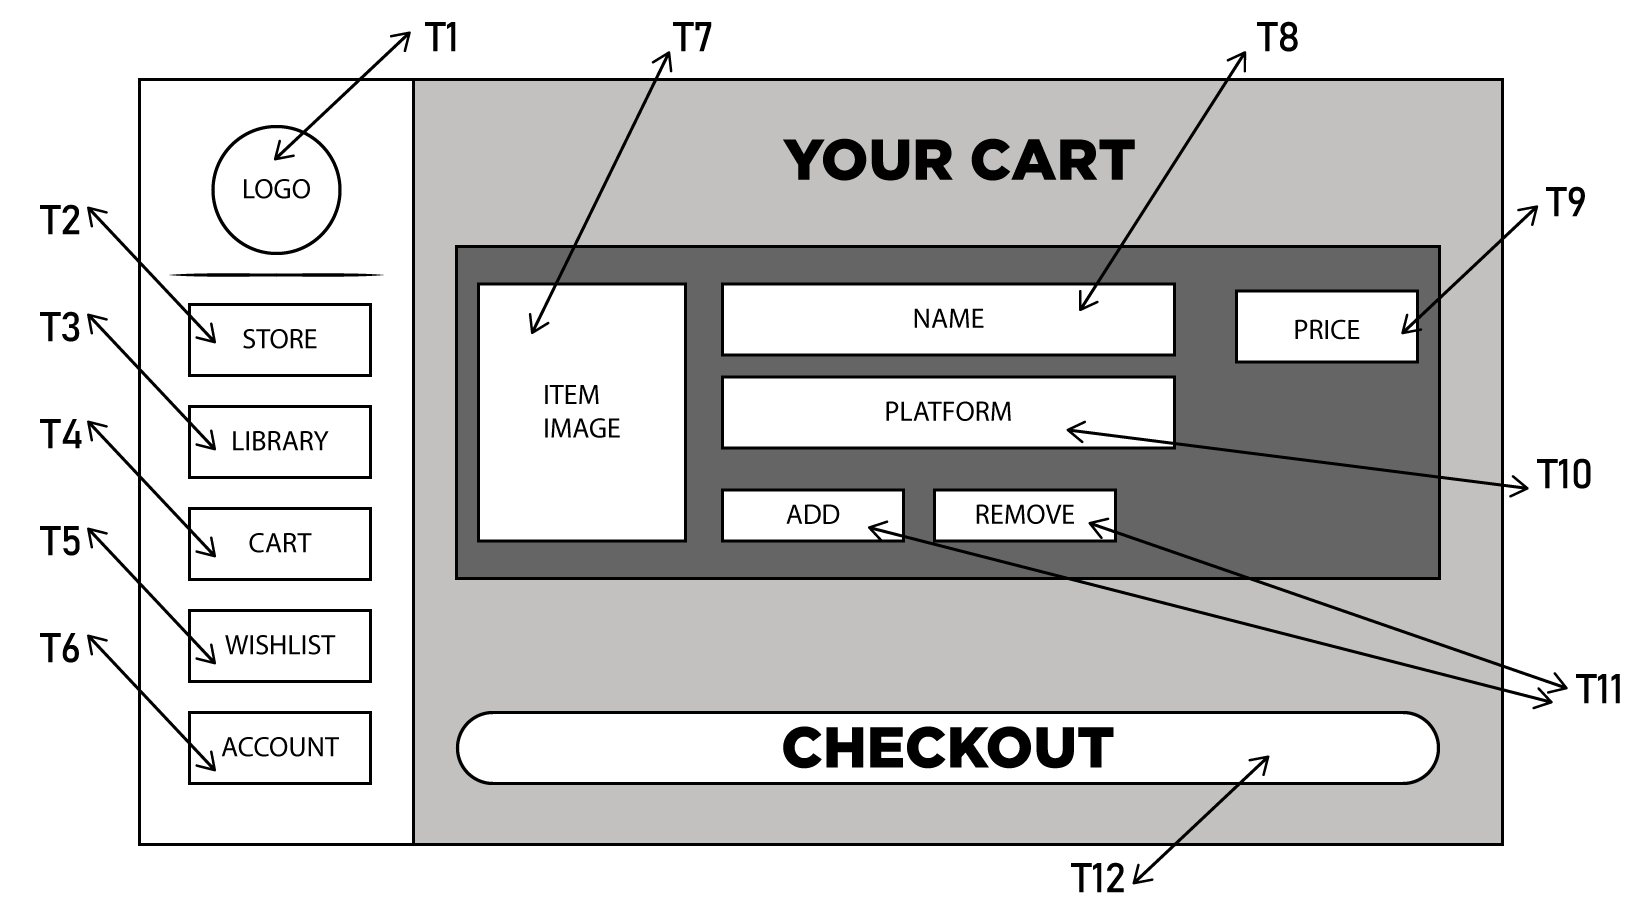 T1
T7
T8
YOUR CART
LOGO
T9
T2
STORE
NAME
PRICE
T3
LIBRARY
ITEM
IMAGE
PLATFORM
T4
T10
CART
ADD
REMOVE
T5
WISHLIST
T6
T11
ACCOUNT
CHECKOUT
T12